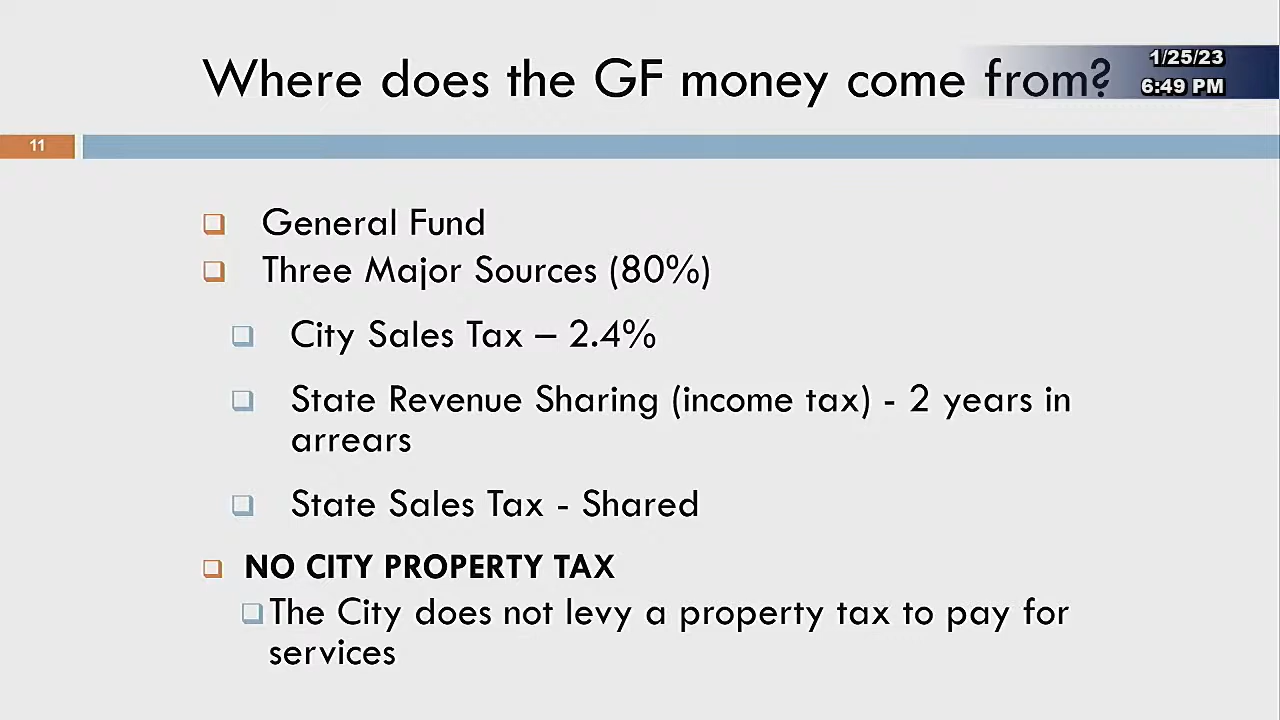 Where does the GF money come from?
1/25/23
6:49 PM
11
General Fund
Three Major Sources (80%)
City Sales Tax – 2.4%
State Revenue Sharing (income tax) - 2 years in
arrears
State Sales Tax - Shared
NO CITY PROPERTY TAX
The City does not levy a property tax to pay for
services